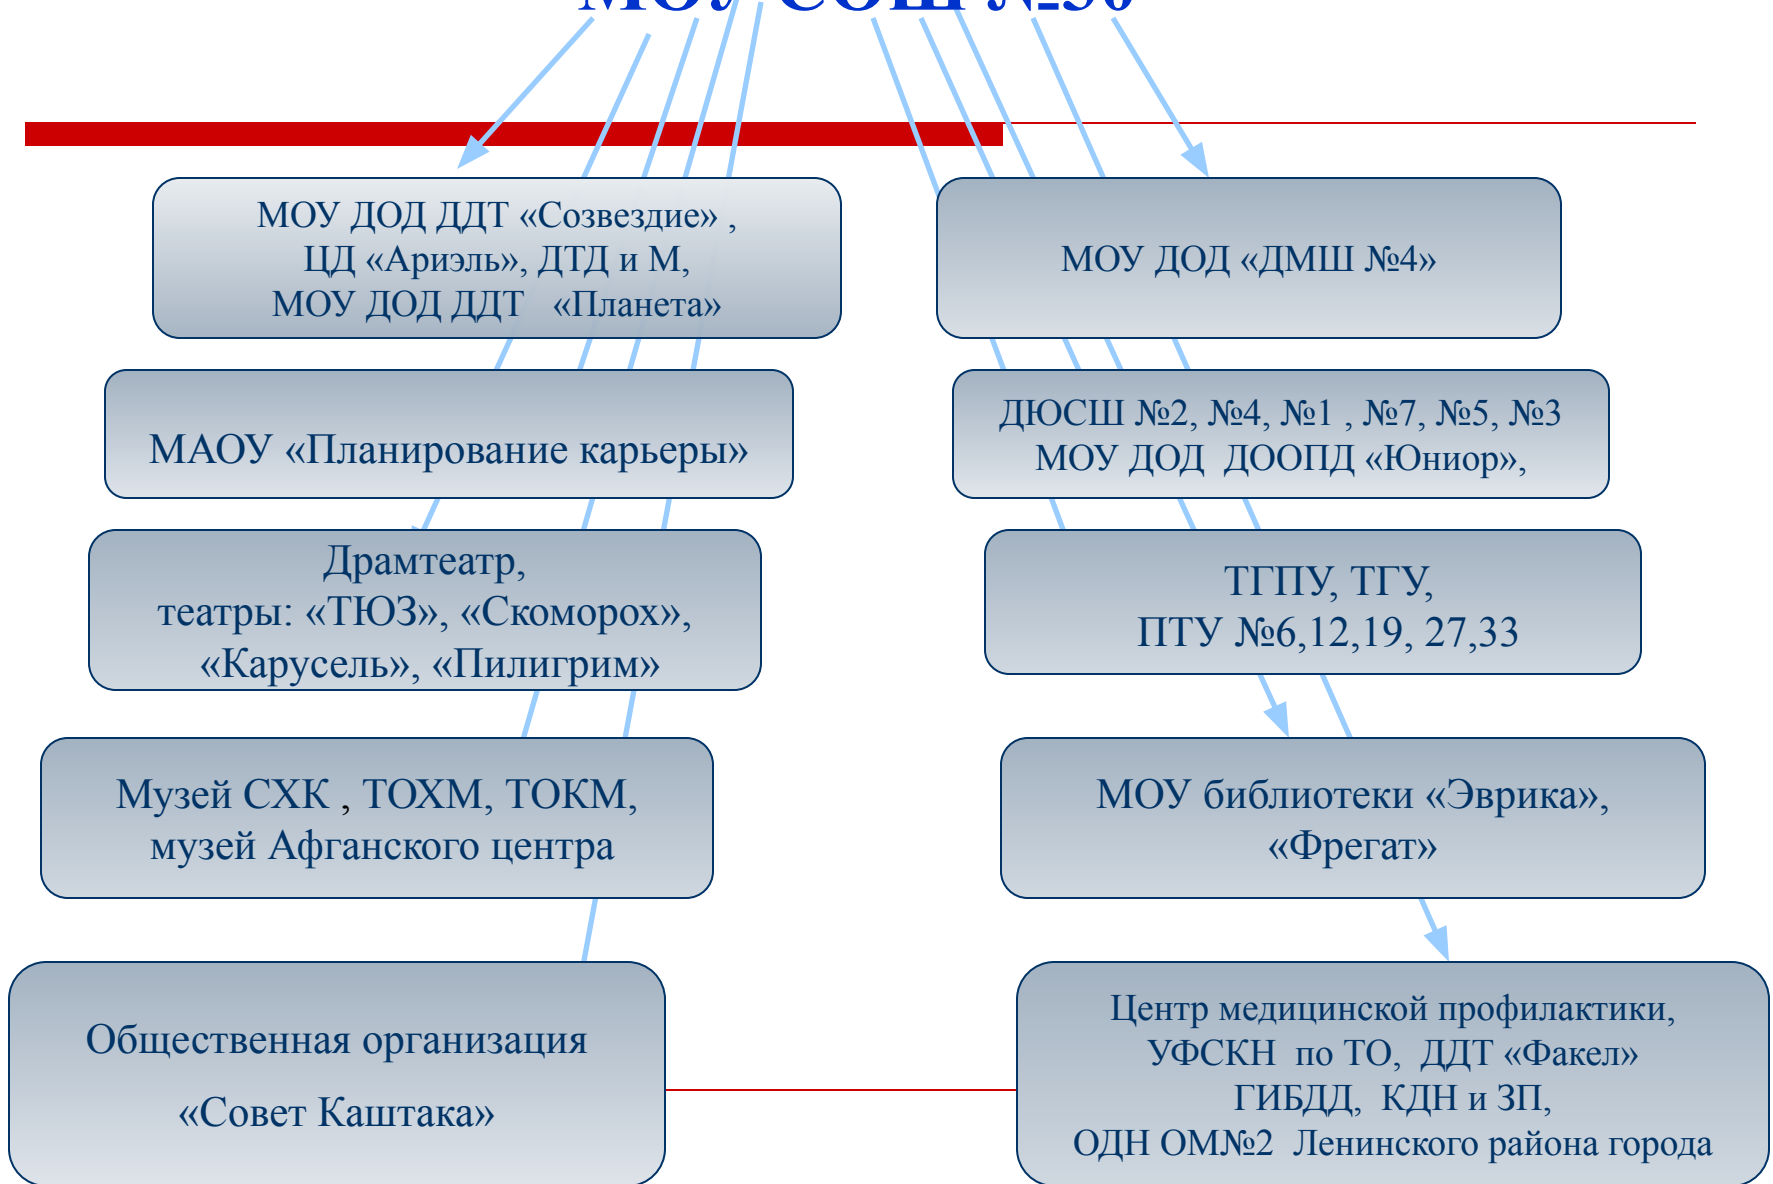 МОУ СОШ
МОУ ДОД ДДТ «Созвездие» ,
ЦД «Ариэль», ДТД и М,
МОУ ДОД ДДТ «Планета»
МОУ ДОД «ДМШ №4»
МАОУ «Планирование карьеры»
ДЮСШ №2, №4, №1 , №7, №5, №3
МОУ ДОД ДООПД «Юниор»,
Драмтеатр,
театры: «ТЮЗ», «Скоморох»,
«Карусель», «Пилигрим»
ТГПУ, ТГУ,
ПТУ №6,12,19, 27,33
Музей СХК , ТОХМ, ТОКМ,
музей Афганского центра
МОУ библиотеки «Эврика»,
«Фрегат»
Общественная организация
«Совет Каштака»
Центр медицинской профилактики,
УФСКН по ТО, ДДТ «Факел»
ГИБДД, КДН и ЗП,
ОДН ОМ№2 Ленинского района города